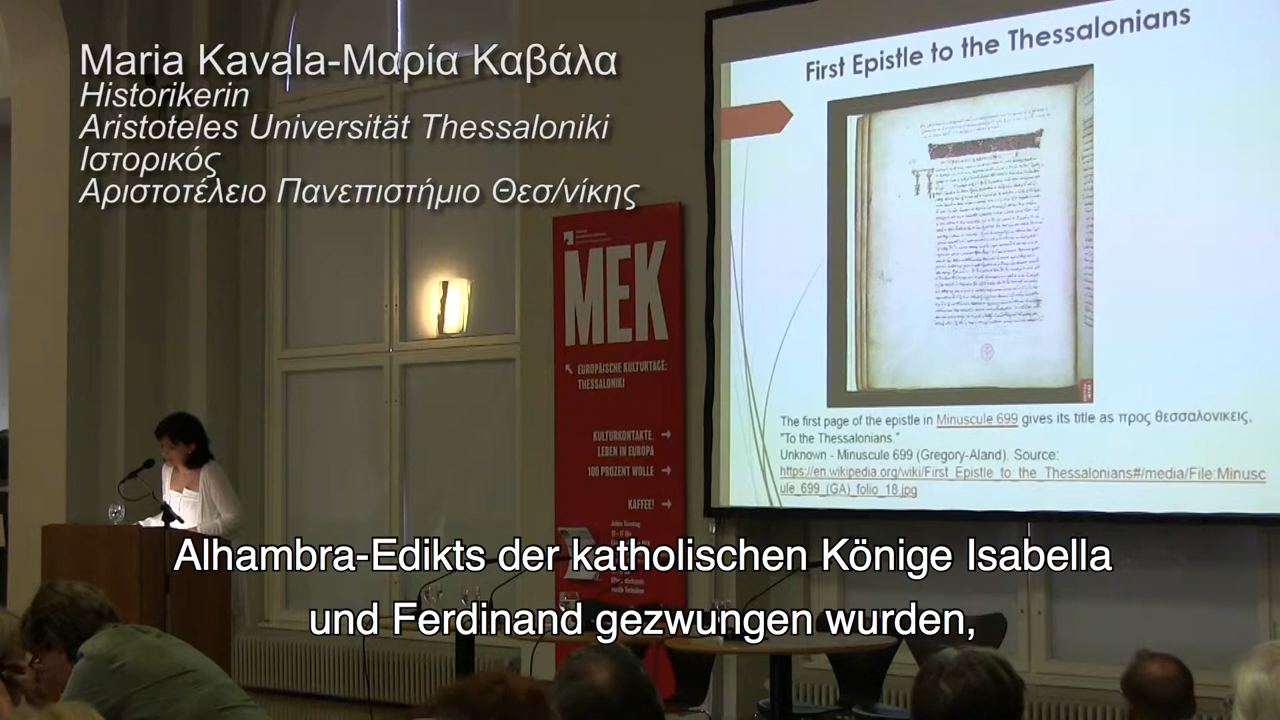 Maria Kavala-Μαρία Καβάλα
Historikerin
Aristoteles Universität Thessaloniki
Ιστορικός
Αριστοτέλειο Πανεπιστήμιο Θεσ/νίκης
First Epistle to the Thessalonians
The first page of the epistle in Minuscule 699 gives its title as προς θεσσαλονικεις,
"To the Thessalonians."
Unknown - Minuscule 699 (Gregory-Aland). Source:
https://en.wikipedia.org/wiki/First_Epistle_to_the_Thessalonians#/media/File:Minusc
ule_699_(GA)_folio_18.jpg
MEK
EUROPÄISCHE KULTURTAGE:
THESSALONIKI
KULTURKONTAKTE.
LEBEN IN EUROPA
100 PROZENT WOLLE
KAFFEE!
Alhambra-Edikts der katholischen Könige Isabella
und Ferdinand gezwungen wurden,